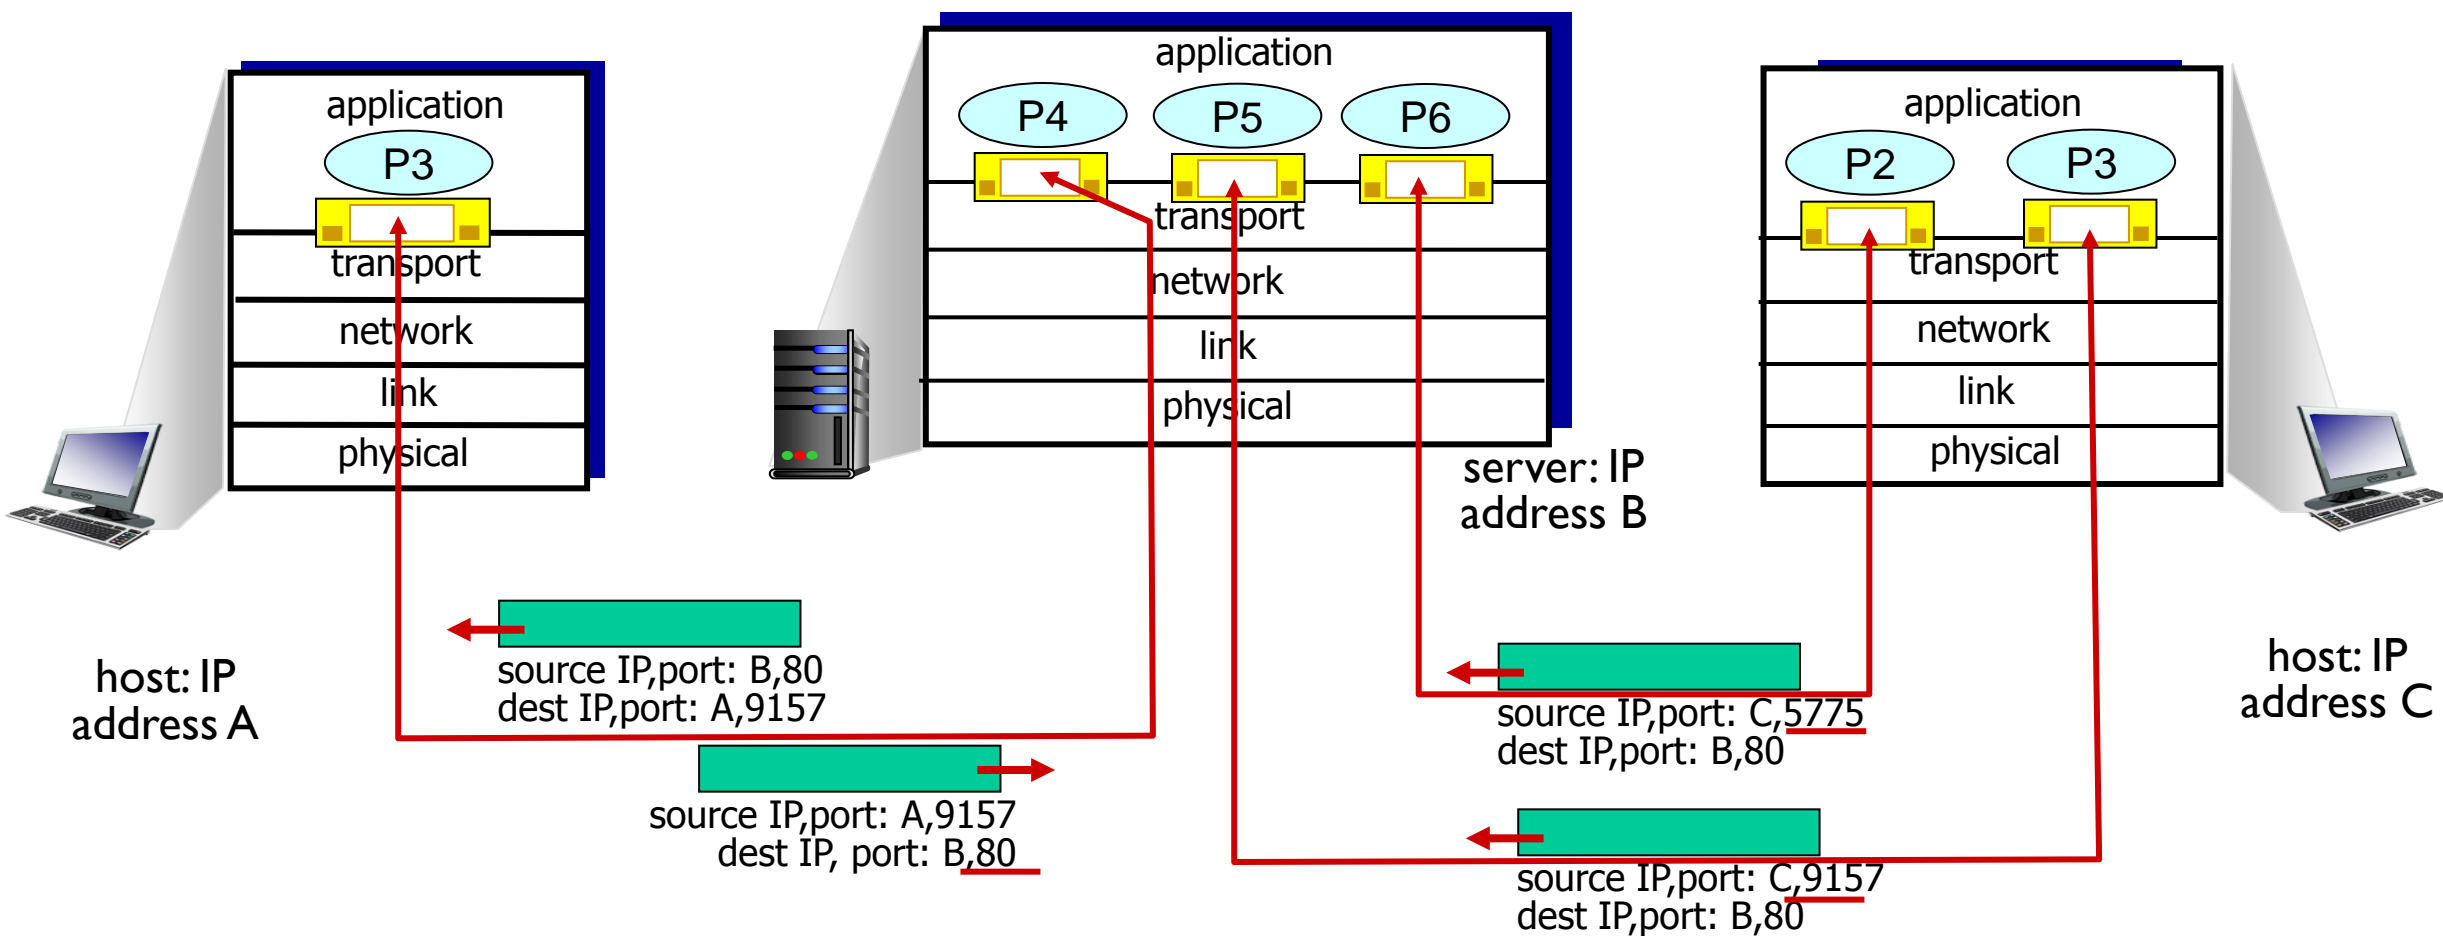 application
P3
transport
network
link
physical
host: IP
address A
application
P4 P5 P6
transport
network
link
physical
server: IP
address B
application
P2 P3
transport
network
link
physical
host: IP
address C
source IP,port: B,80
dest IP,port: A,9157
source IP,port: A,9157
dest IP, port: B,80
source IP,port: C,5775
dest IP,port: B,80
source IP,port: C,9157
dest IP,port: B,80